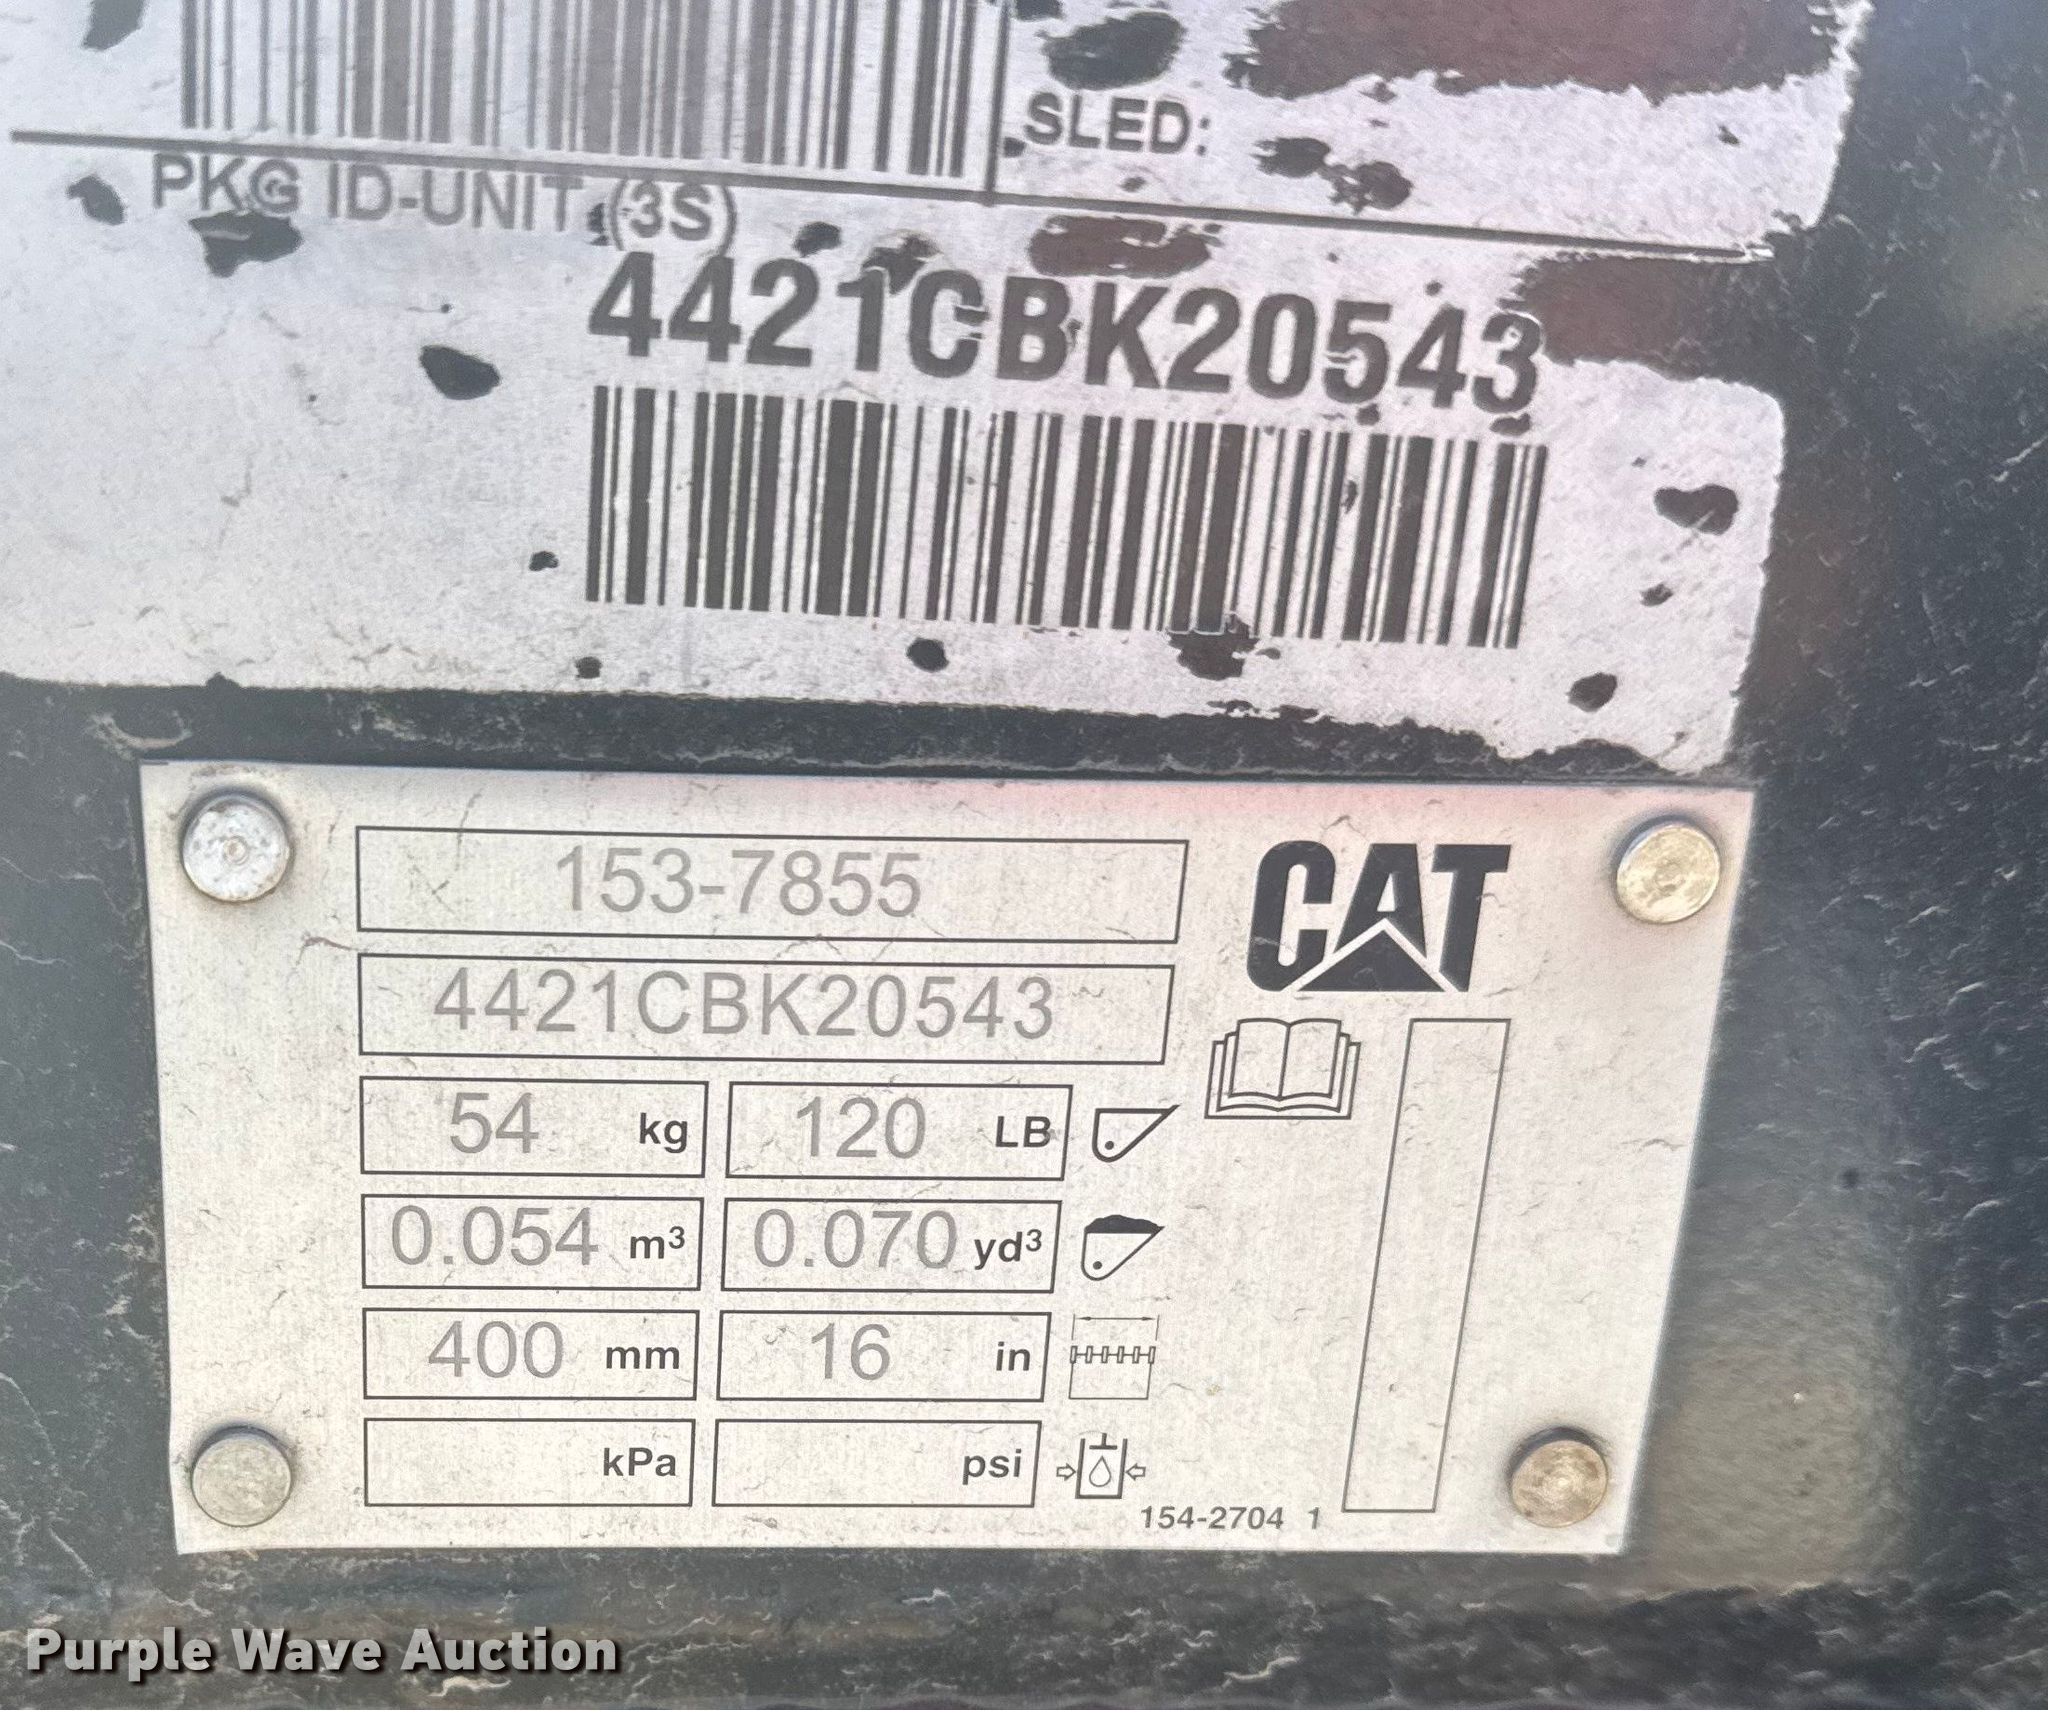 SLED:
PKG ID-UNIT (3S)
4421CBK20543
153-7855
CAT
4421CBK20543
54 kg 120 LB
0.054 m³ 0.070 yd³
400 mm 16 in
kPa psi
154-2704 1
Purple Wave Auction